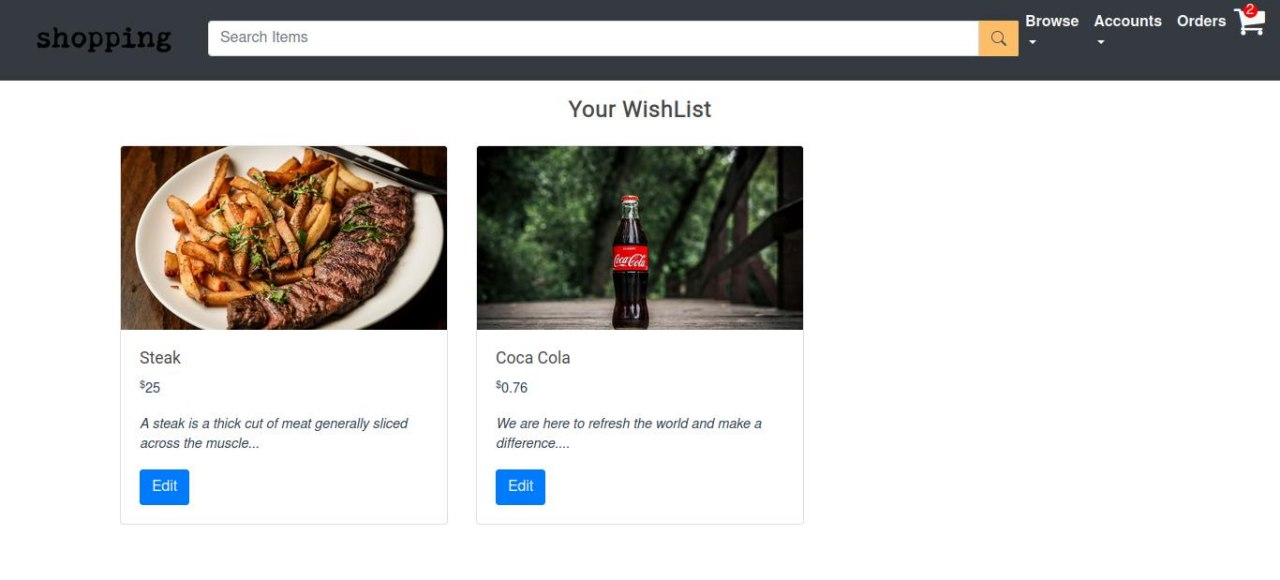 shopping
Search Items
Browse
Accounts
Orders
2
Your WishList
Coca-Cola
Steak
$25
A steak is a thick cut of meat generally sliced
across the muscle...
Edit
Coca Cola
$0.76
We are here to refresh the world and make a
difference....
Edit